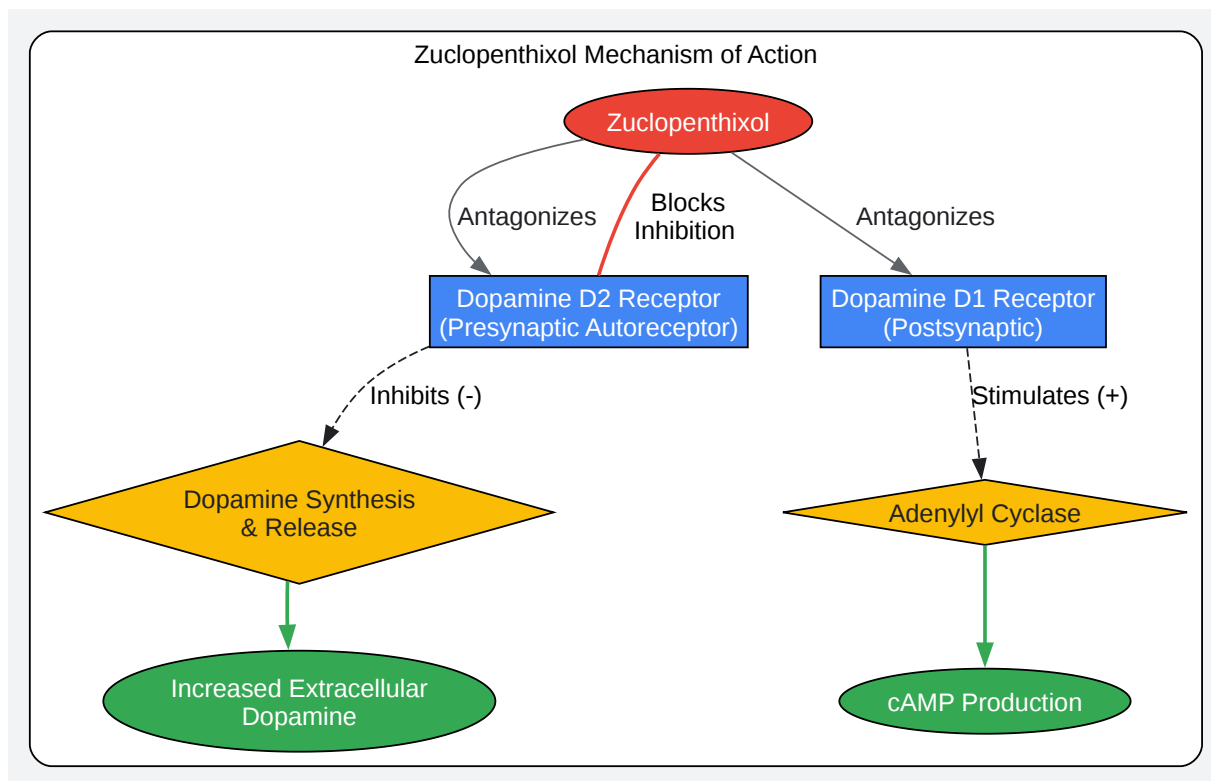 Zuclopenthixol Mechanism of Action
Zuclopenthixol
Antagonizes
Blocks
Inhibition
Antagonizes
Dopamine D2 Receptor
(Presynaptic Autoreceptor)
Dopamine D1 Receptor
(Postsynaptic)
Inhibits (-)
Stimulates (+)
Dopamine Synthesis
& Release
Adenylyl Cyclase
Increased Extracellular
Dopamine
cAMP Production